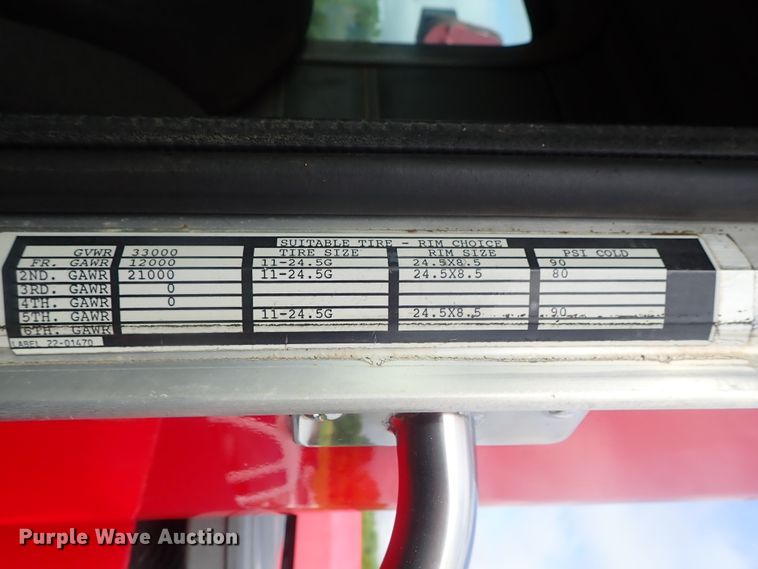 SUITABLE TIRE - RIM CHOICE
GVWR 33000 TIRE SIZE RIM SIZE PSI COLD
FR. GAWR 12000 11-24.5G 24.5X8.5 90
2ND. GAWR 21000 11-24.5G 24.5X8.5 80
3RD. GAWR 0
4TH. GAWR 0
5TH. GAWR 11-24.5G 24.5X8.5 90
6TH. GAWR
LABEL 22-01470
Purple Wave Auction